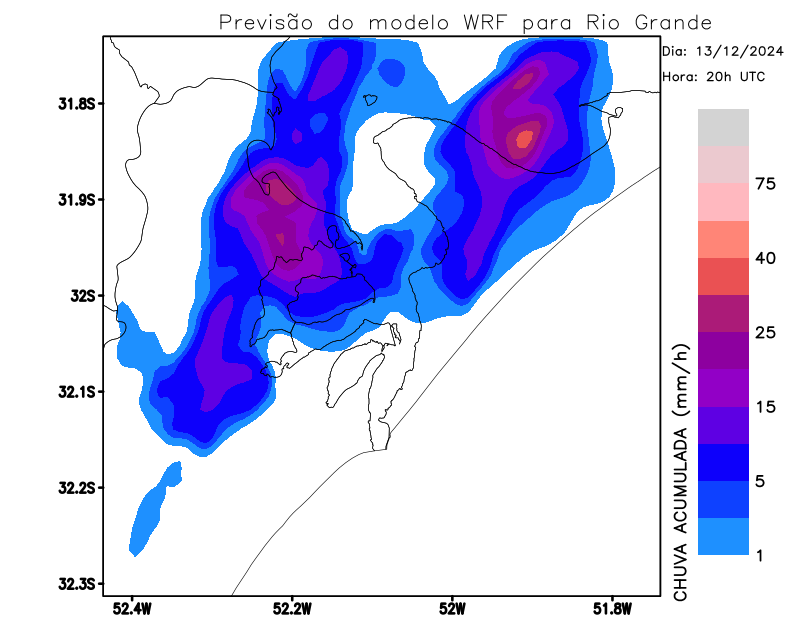 Previsão do modelo WRF para Rio Grande
Dia: 13/12/2024
Hora: 20h UTC
31.8S
31.9S
32S
32.1S
32.2S
32.3S
52.4W
52.2W
52W
51.8W
CHUVA ACUMULADA (mm/h)
75
40
25
15
5
1